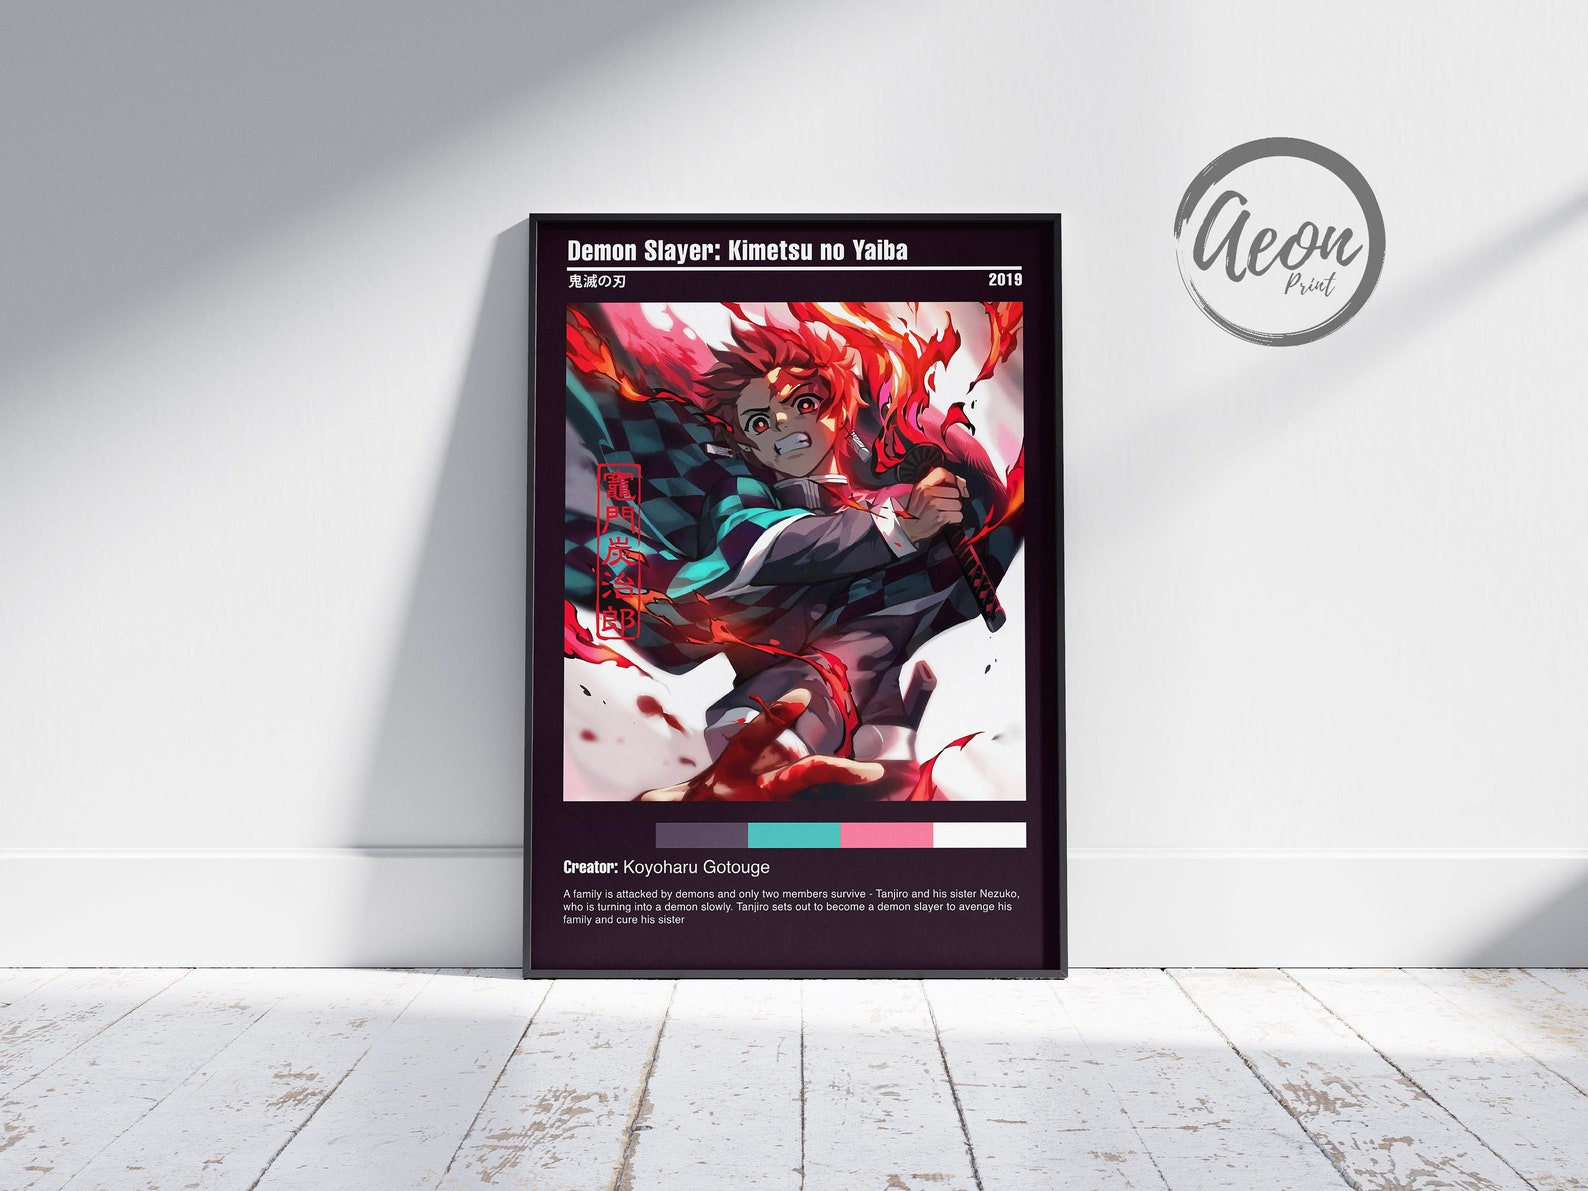 Demon Slayer: Kimetsu no Yaiba
鬼滅の刃 2019
竈門炭治郎
Creator: Koyoharu Gotouge
A family is attacked by demons and only two members survive - Tanjiro and his sister Nezuko,
who is turning into a demon slowly. Tanjiro sets out to become a demon slayer to avenge his
family and cure his sister
Aeon
Print